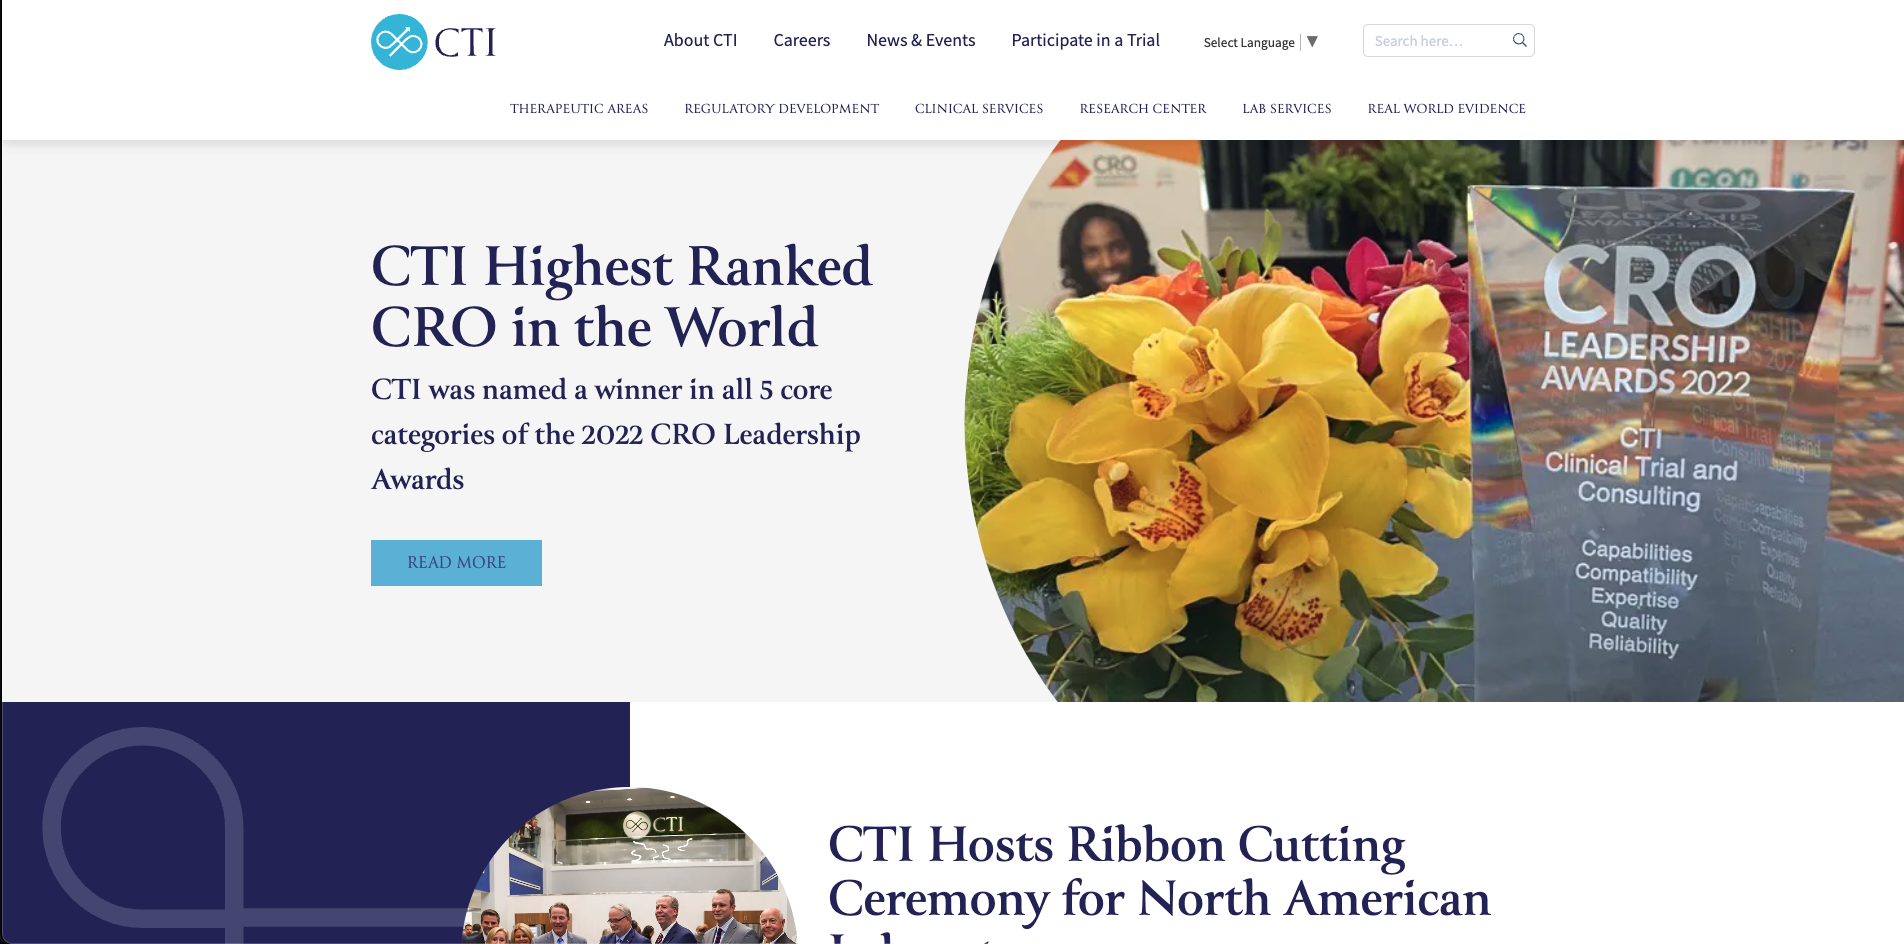 CTI
About CTI
Careers
News & Events
Participate in a Trial
Select Language
Search here...
THERAPEUTIC AREAS
REGULATORY DEVELOPMENT
CLINICAL SERVICES
RESEARCH CENTER
LAB SERVICES
REAL WORLD EVIDENCE
CTI Highest Ranked
CRO in the World
CTI was named a winner in all 5 core
categories of the 2022 CRO Leadership
Awards
READ MORE
CRO
ICON
CRO
LEADERSHIP
AWARDS 2022
CTI
Clinical Trial and
Consulting
Capabilities
Compatibility
Expertise
Quality
Reliability
CTI
CTI Hosts Ribbon Cutting
Ceremony for North American